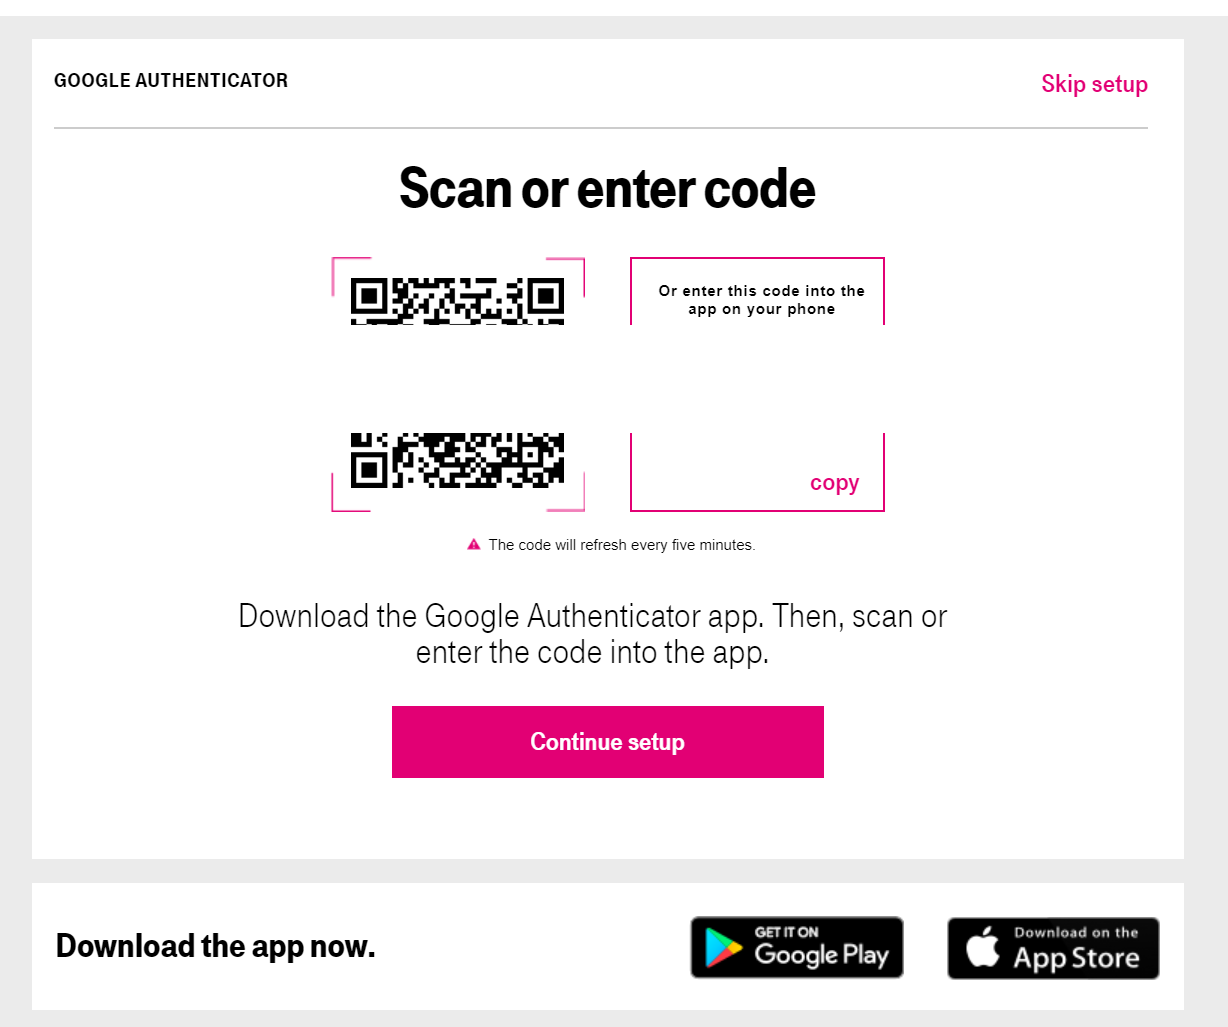 GOOGLE AUTHENTICATOR
Skip setup
Scan or enter code
Or enter this code into the
app on your phone
copy
The code will refresh every five minutes.
Download the Google Authenticator app. Then, scan or
enter the code into the app.
Continue setup
Download the app now.
GET IT ON
Google Play
Download on the
App Store